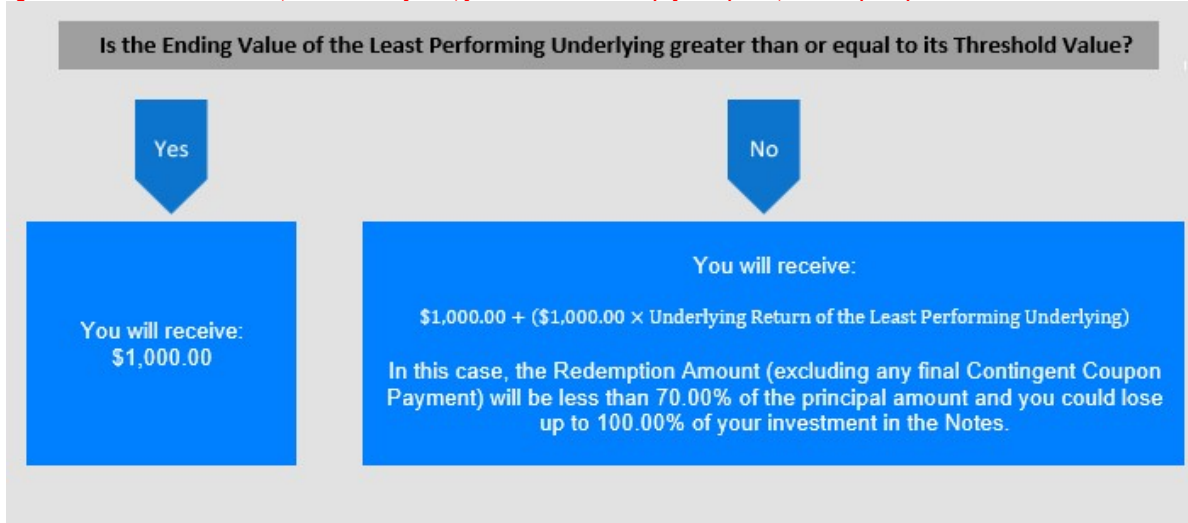 Is the Ending Value of the Least Performing Underlying greater than or equal to its Threshold Value?
Yes
No
You will receive:
$1,000.00
You will receive:
$1,000.00 + ($1,000.00 × Underlying Return of the Least Performing Underlying)
In this case, the Redemption Amount (excluding any final Contingent Coupon
Payment) will be less than 70.00% of the principal amount and you could lose
up to 100.00% of your investment in the Notes.